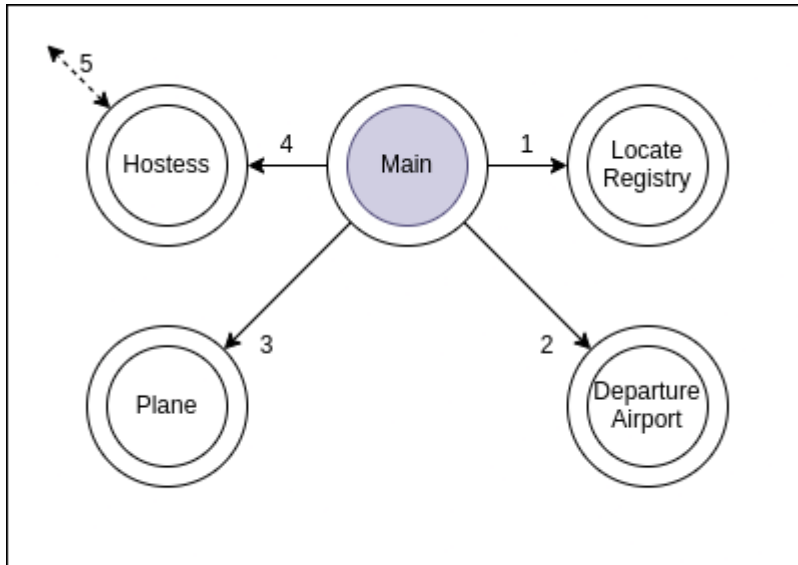 5
Hostess
4
Main
1
Locate
Registry
3
2
Plane
Departure
Airport